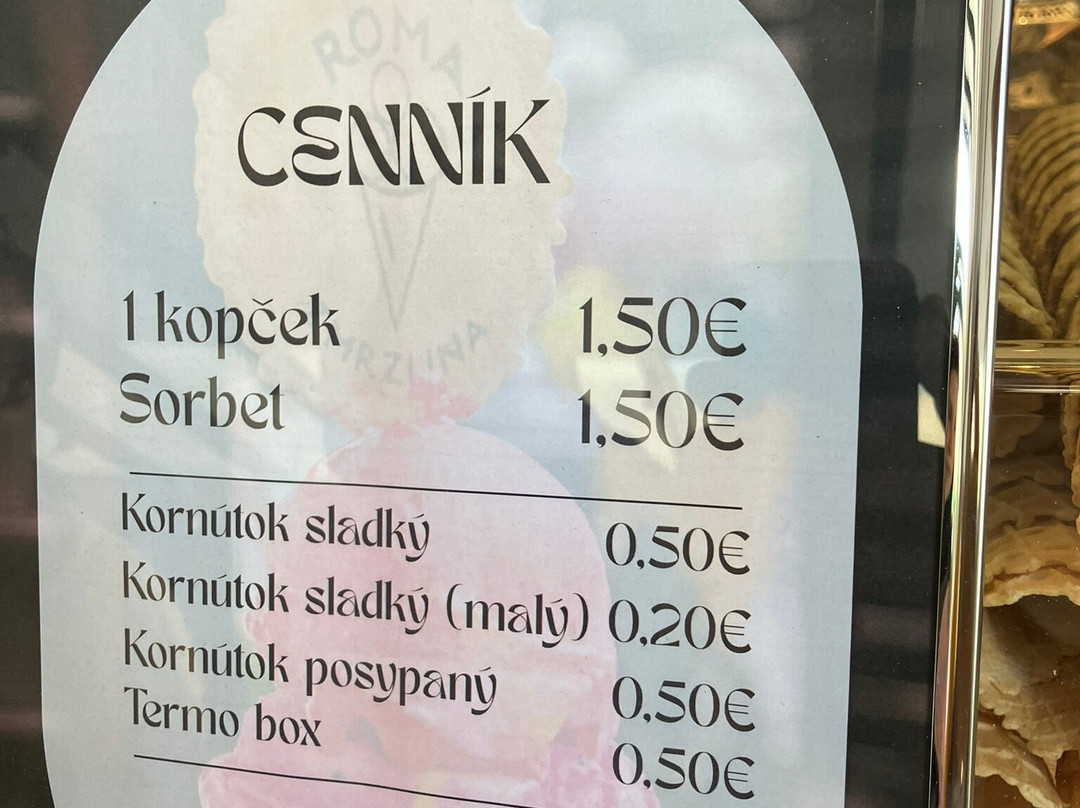 ROMA
CENNÍK
1 kopček 1,50€
Sorbet 1,50€
Kornútok sladký 0,50€
Kornútok sladký (malý) 0,20€
Kornútok posypaný 0,50€
Termo box 0,50€